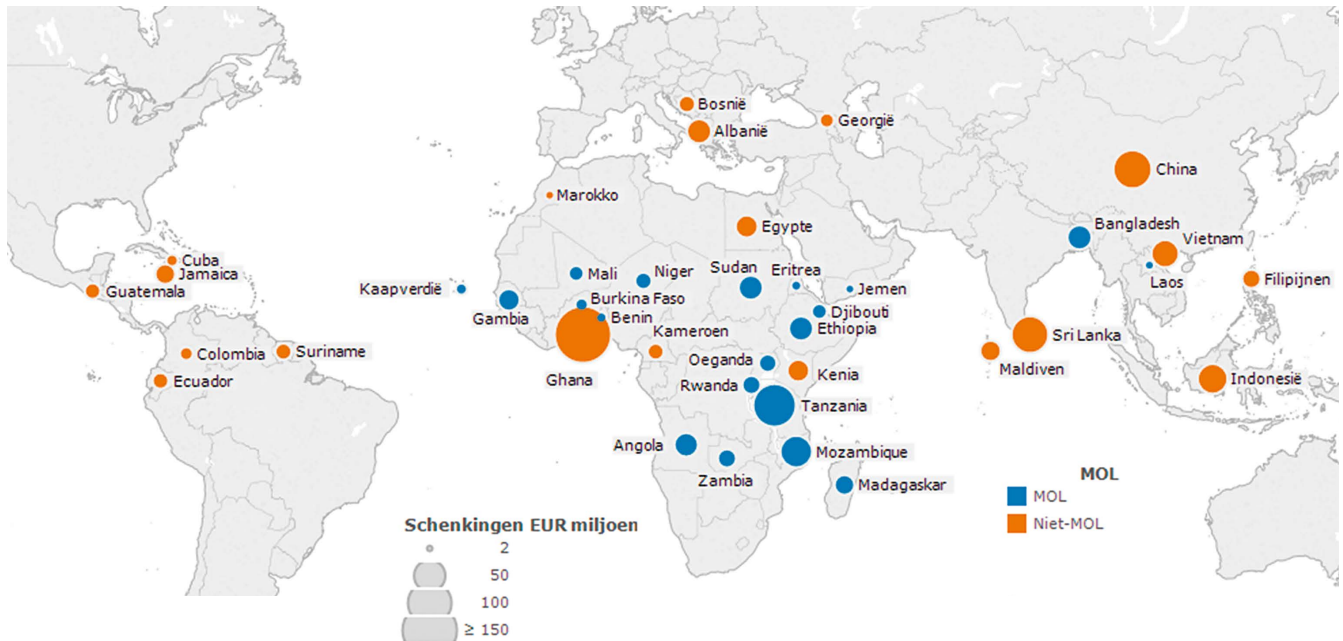 Bosnië
Albanië
Georgië
China
Marokko
Egypte
Bangladesh
Vietnam
Cuba
Jamaica
Guatemala
Kaapverdië
Mali
Niger
Sudan
Eritrea
Jemen
Laos
Filipijnen
Gambia
Burkina Faso
Benin
Djibouti
Ethiopia
Kameroen
Sri Lanka
Colombia
Suriname
Ghana
Oeganda
Kenia
Maldiven
Ecuador
Rwanda
Indonesië
Tanzania
Angola
Mozambique
Zambia
Madagaskar
MOL
MOL
Niet-MOL
Schenkingen EUR miljoen
2
50
100
≥ 150